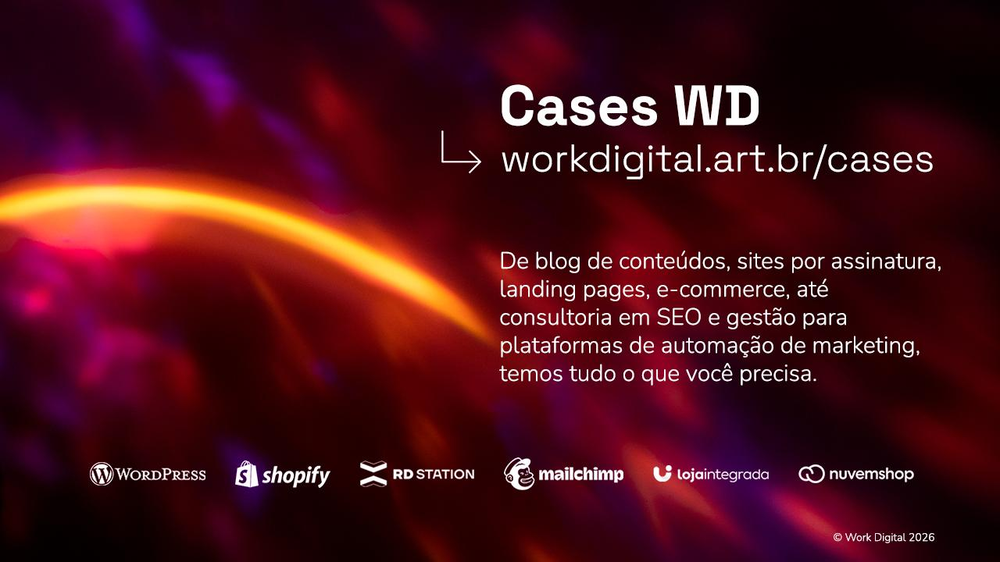 Cases WD
workdigital.art.br/cases
De blog de conteúdos, sites por assinatura,
landing pages, e-commerce, até
consultoria em SEO e gestão para
plataformas de automação de marketing,
temos tudo o que você precisa.
WORDPRESS shopify RD STATION mailchimp lojaintegrada nuvemshop
© Work Digital 2026